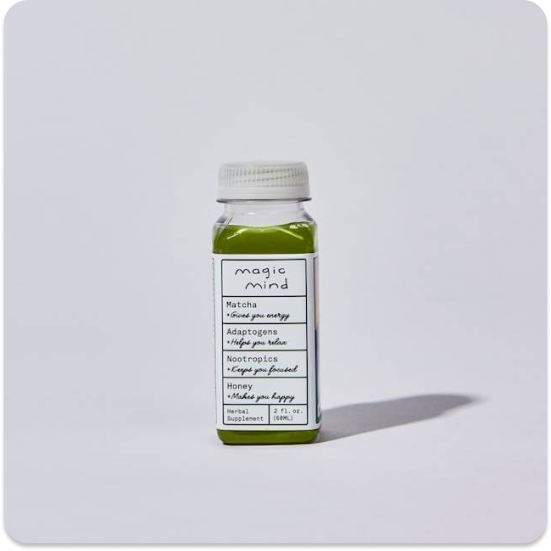 magic
mind
Matcha
+Gives you energy
Adaptogens
+Helps you relax
Nootropics
+Keeps you focused
Honey
+Makes you happy
Herbal
Supplement
2 fl. oz.
(60ML)